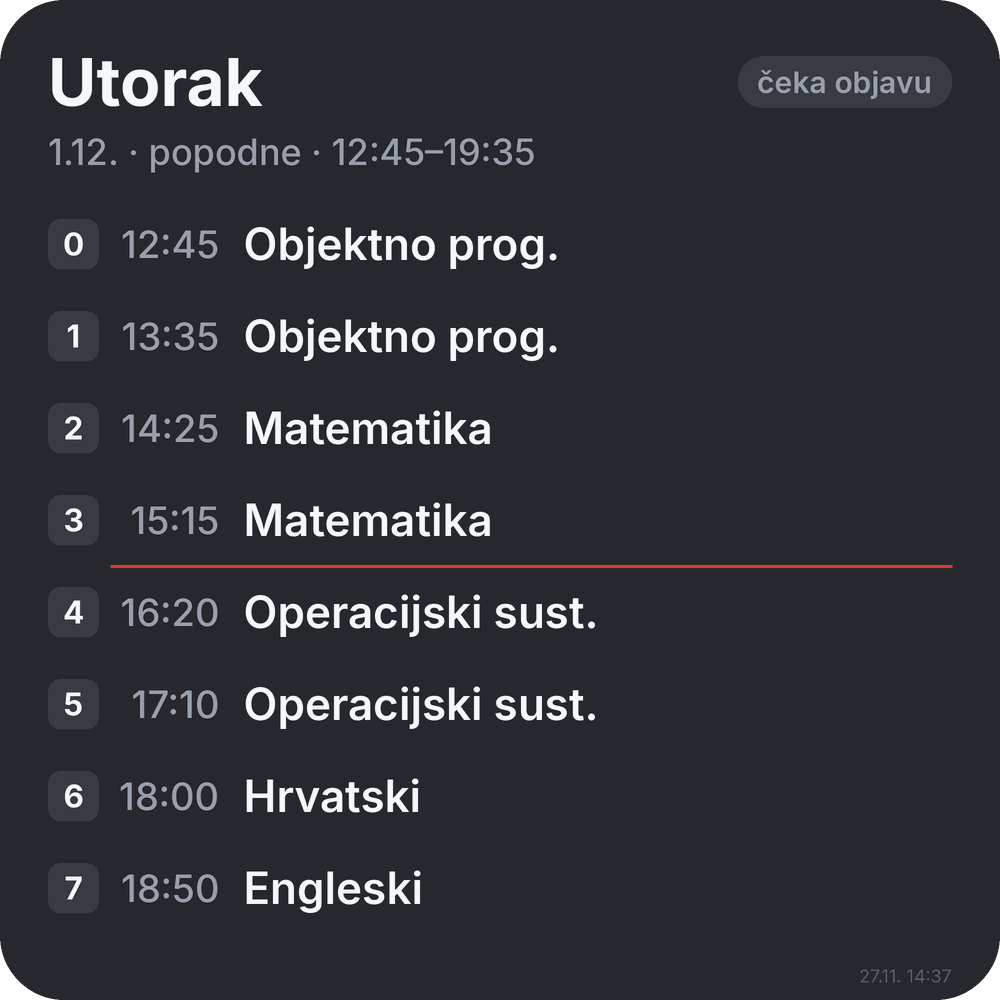 Utorak
čeka objavu
1.12. · popodne · 12:45–19:35
0 12:45 Objektno prog.
1 13:35 Objektno prog.
2 14:25 Matematika
3 15:15 Matematika
4 16:20 Operacijski sust.
5 17:10 Operacijski sust.
6 18:00 Hrvatski
7 18:50 Engleski
27.11. 14:37